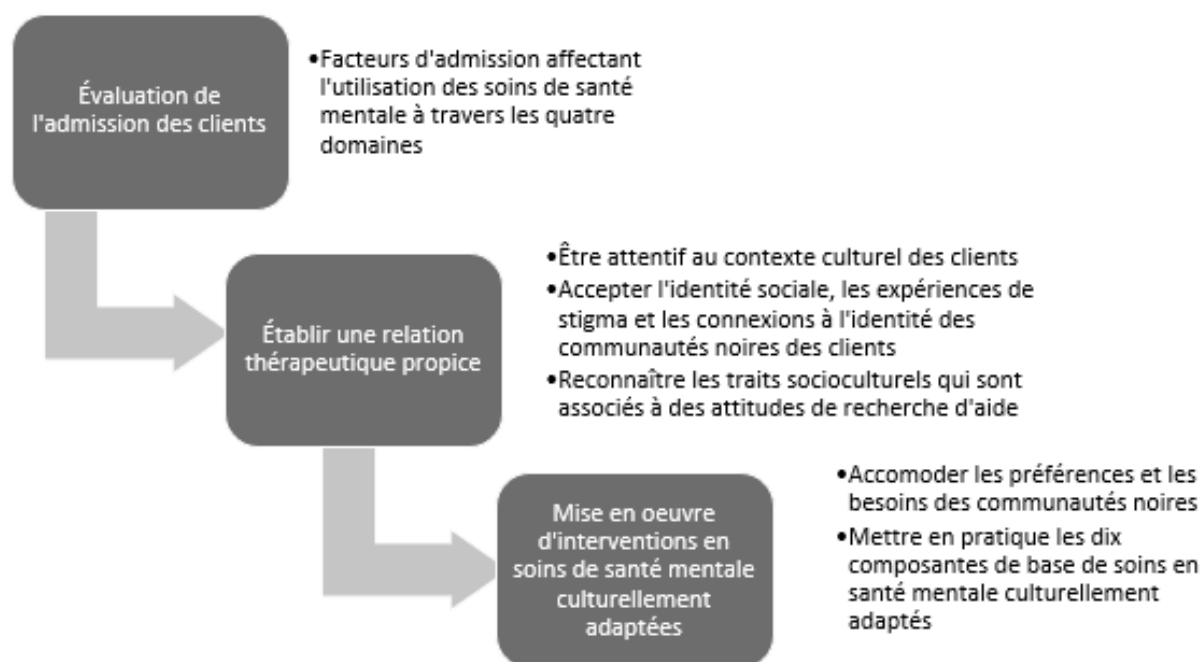 Évaluation de
l'admission des clients
•Facteurs d'admission affectant
l'utilisation des soins de santé
mentale à travers les quatre
domaines
Établir une relation
thérapeutique propice
•Être attentif au contexte culturel des clients
•Accepter l'identité sociale, les expériences de
stigma et les connexions à l'identité des
communautés noires des clients
•Reconnaître les traits socioculturels qui sont
associés à des attitudes de recherche d'aide
Mise en oeuvre
d'interventions en
soins de santé mentale
culturellement
adaptées
•Accomoder les préférences et les
besoins des communautés noires
•Mettre en pratique les dix
composantes de base de soins en
santé mentale culturellement
adaptés